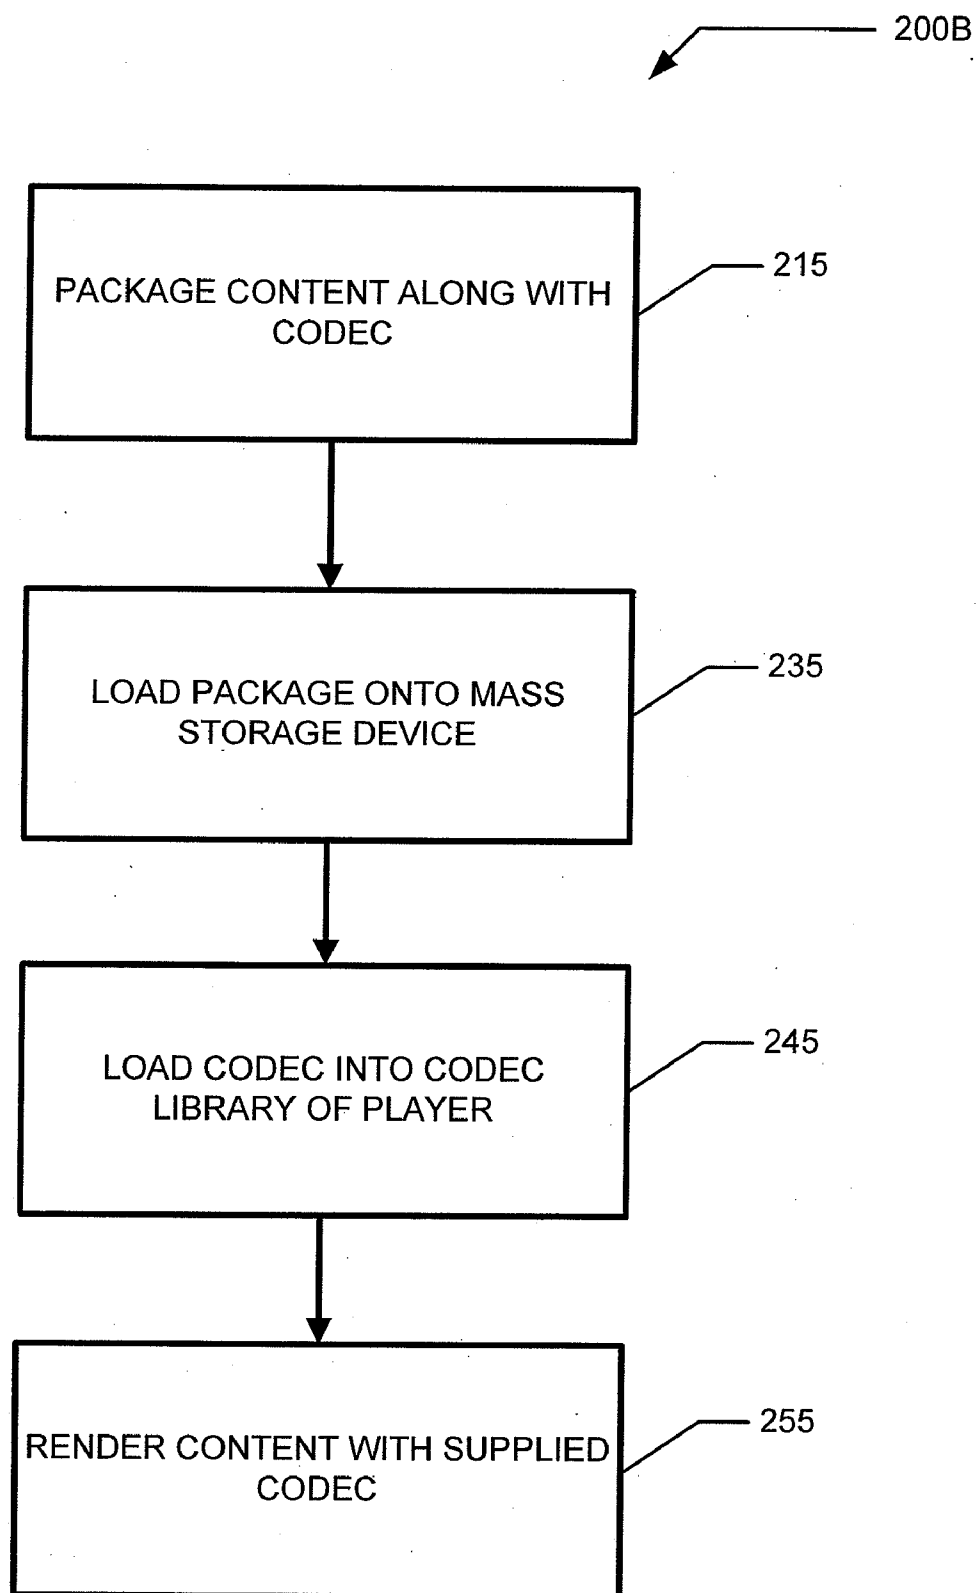 200B
PACKAGE CONTENT ALONG WITH
CODEC
215
LOAD PACKAGE ONTO MASS
STORAGE DEVICE
235
LOAD CODEC INTO CODEC
LIBRARY OF PLAYER
245
RENDER CONTENT WITH SUPPLIED
CODEC
255